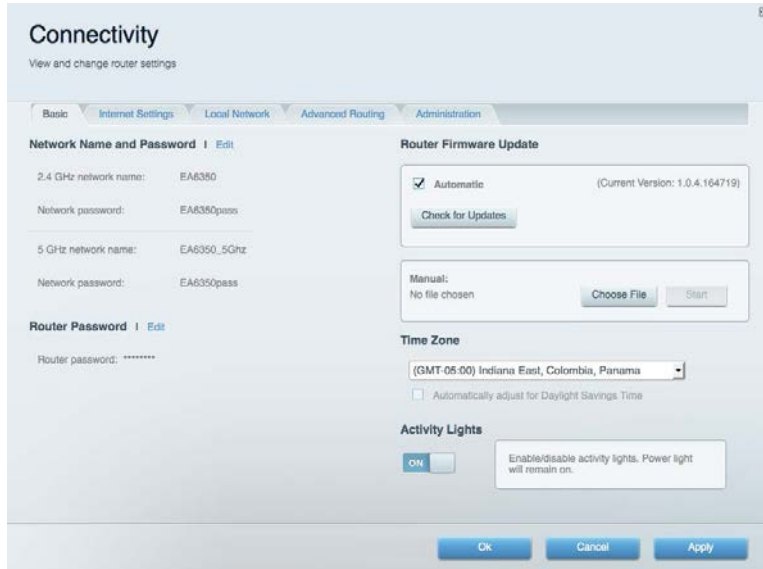 Connectivity
View and change router settings
Basic Internet Settings Local Network Advanced Routing Administration
Network Name and Password | Edit
2.4 GHz network name: EA6350
Network password: EA6350pass
5 GHz network name: EA6350_5Ghz
Network password: EA6350pass
Router Password | Edit
Router password: ********
Router Firmware Update
Automatic (Current Version: 1.0.4.164719)
Check for Updates
Manual:
No file chosen Choose File Start
Time Zone
(GMT-05:00) Indiana East, Colombia, Panama
Automatically adjust for Daylight Savings Time
Activity Lights
ON
Enable/disable activity lights. Power light
will remain on.
Ok Cancel Apply